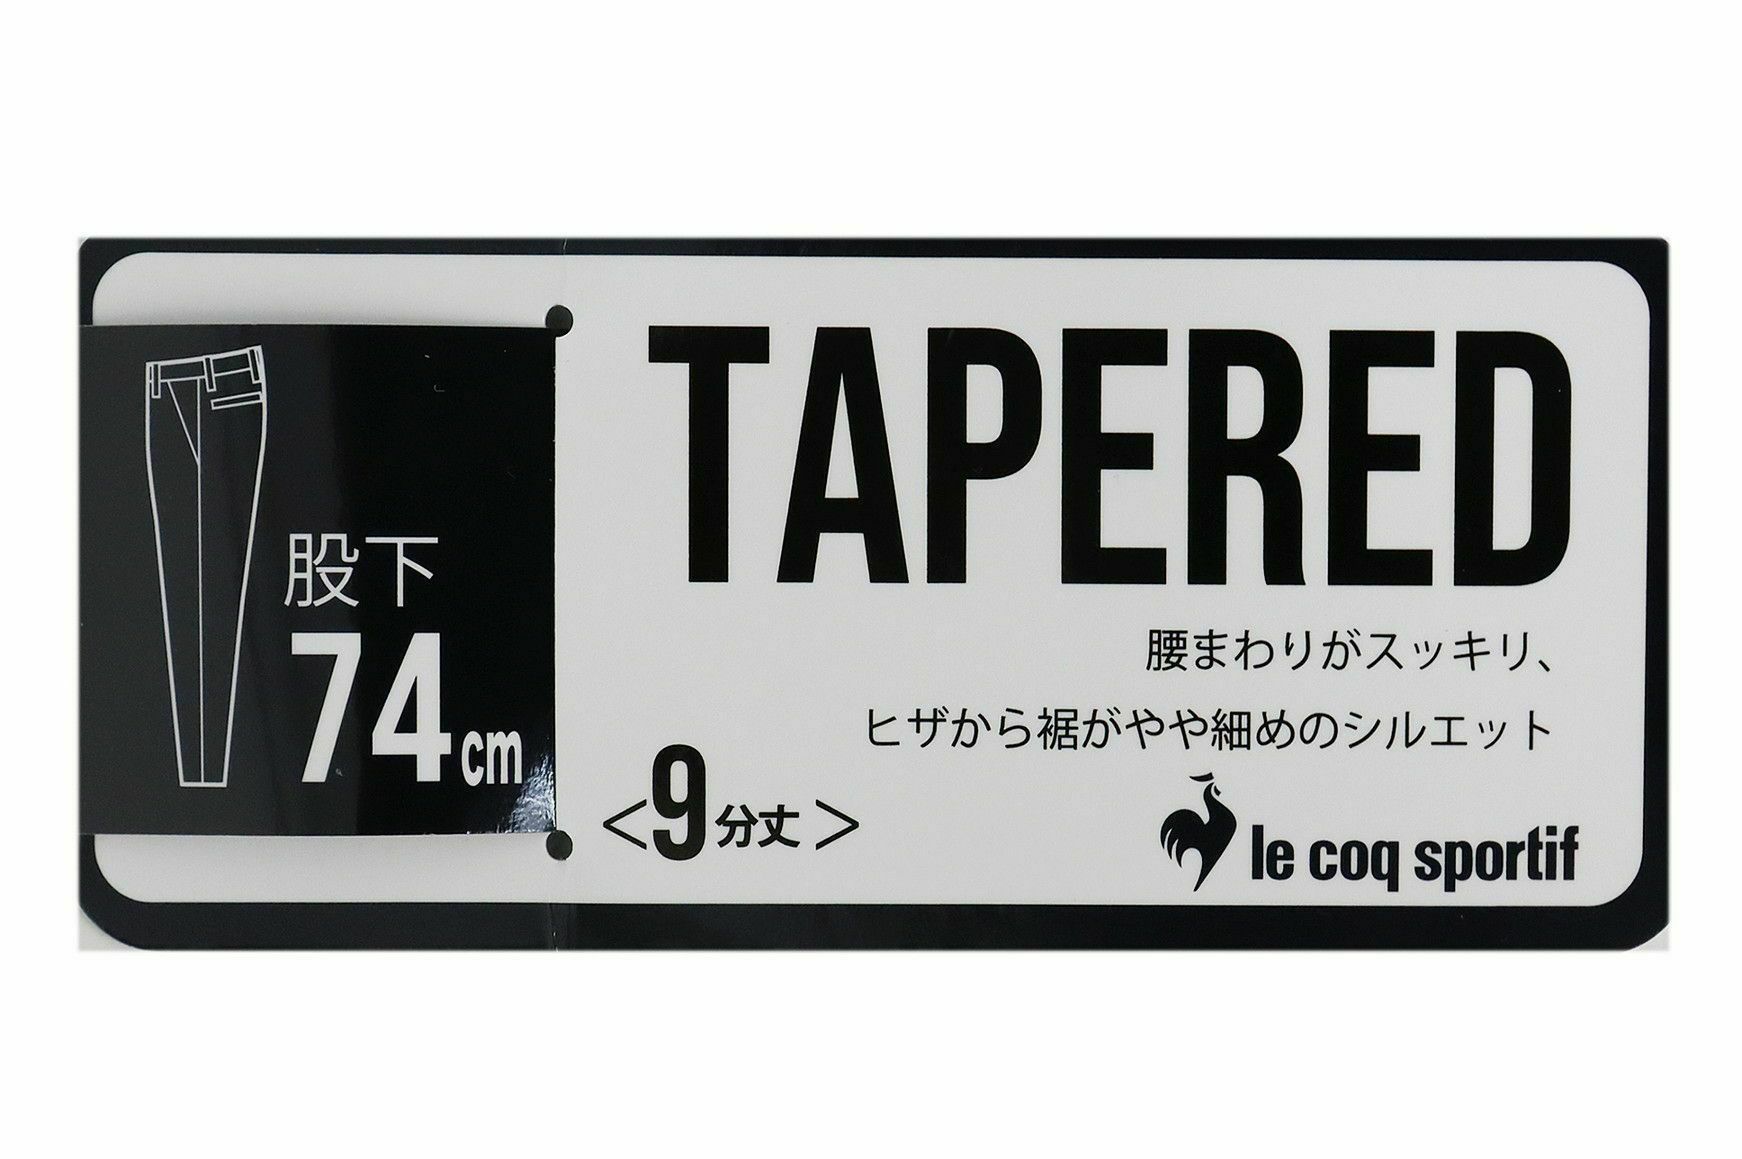 股下
74cm
TAPERED
腰まわりがスッキリ、
ヒザから裾がやや細めのシルエット
<9分丈>
le coq sportif